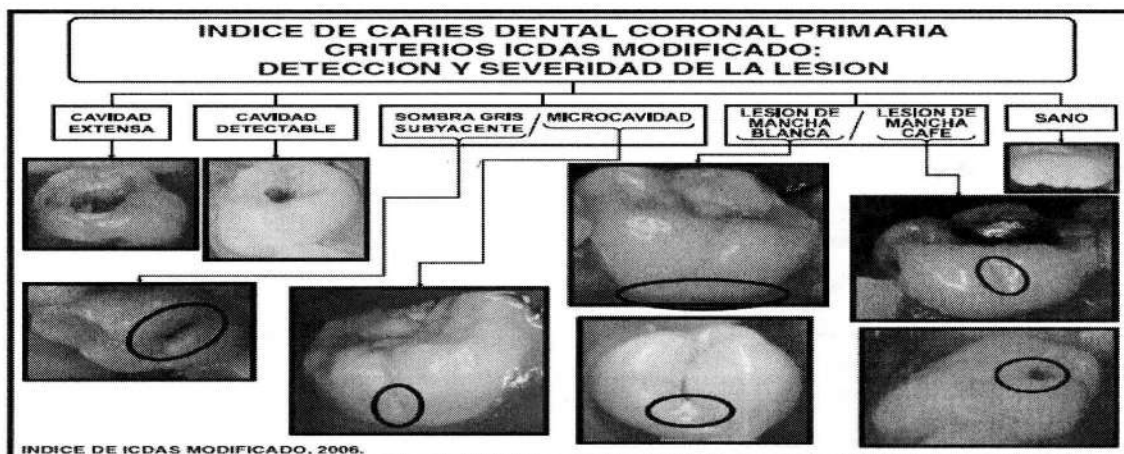 INDICE DE CARIES DENTAL CORONAL PRIMARIA
CRITERIOS ICDAS MODIFICADO:
DETECCION Y SEVERIDAD DE LA LESION
CAVIDAD
EXTENSA
CAVIDAD
DETECTABLE
SOMBRA GRIS
SUBYACENTE / MICROCAVIDAD
LESION DE
MANCHA
BLANCA /
LESION DE
MANCHA
CAFE
SANO
INDICE DE ICDAS MODIFICADO, 2006.